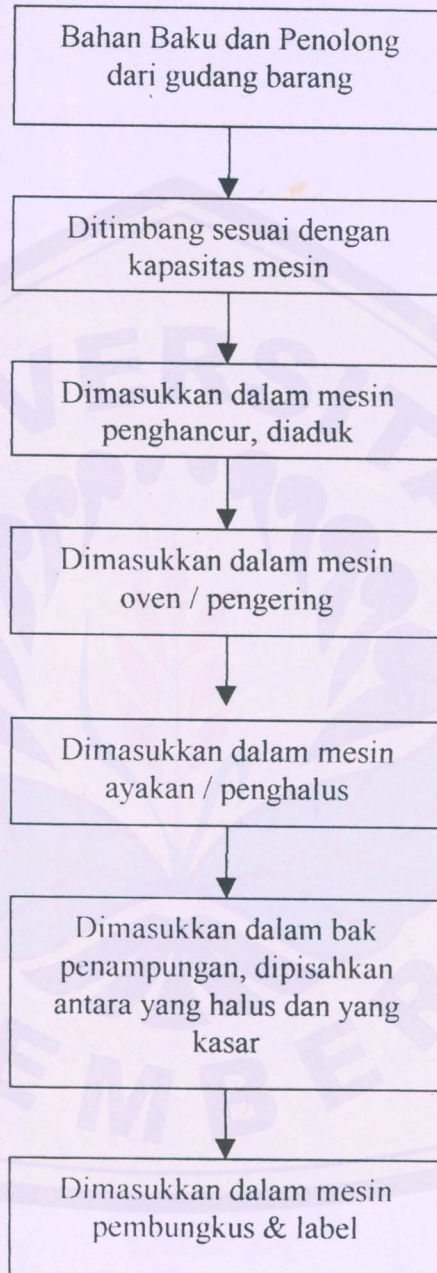 Bahan Baku dan Penolong
dari gudang barang
Ditimbang sesuai dengan
kapasitas mesin
Dimasukkan dalam mesin
penghancur, diaduk
Dimasukkan dalam mesin
oven / pengering
Dimasukkan dalam mesin
ayakan / penghalus
Dimasukkan dalam bak
penampungan, dipisahkan
antara yang halus dan yang
kasar
Dimasukkan dalam mesin
pembungkus & label